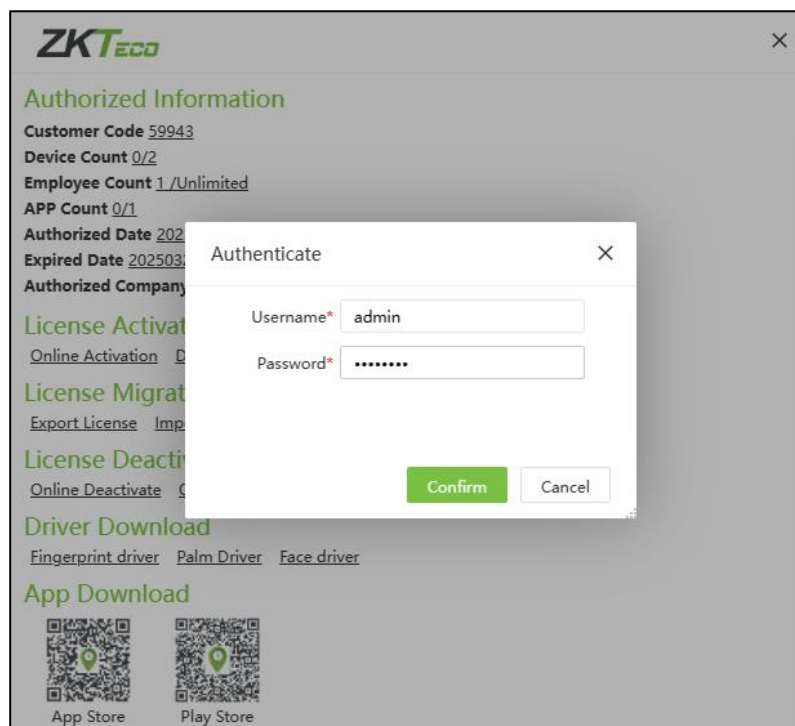 ZKTeco
Authorized Information
Customer Code 59943
Device Count 0/2
Employee Count 1 /Unlimited
APP Count 0/1
Authorized Date 202
Expired Date 202503
Authorized Company
Authenticate
Username* admin
Password* ••••••••
Confirm Cancel
License Activat
Online Activation D
License Migrat
Export License Imp
License Deacti
Online Deactivate
Driver Download
Fingerprint driver Palm Driver Face driver
App Download
App Store Play Store